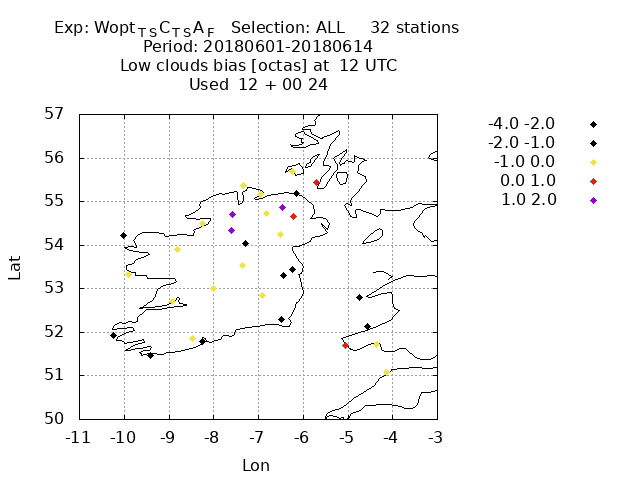 Exp: Wopt_TS C_TS A_F   Selection: ALL     32 stations
Period: 20180601-20180614
Low clouds bias [octas] at  12 UTC
Used  12 + 00 24
-4.0 -2.0
-2.0 -1.0
-1.0 0.0
0.0 1.0
1.0 2.0
57
56
55
54
53
52
51
50
Lat
-11 -10 -9 -8 -7 -6 -5 -4 -3
Lon